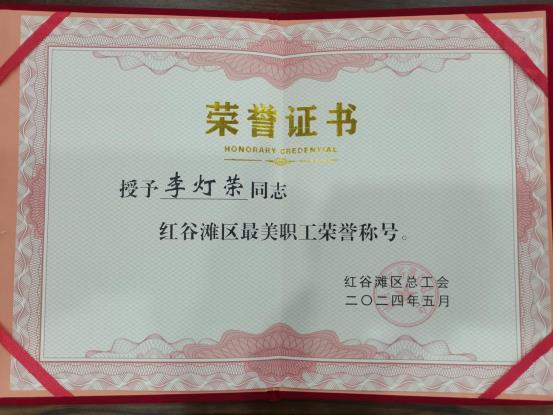 荣誉证书
HONORARY CREDENTIAL
授予李灯荣同志
红谷滩区最美职工荣誉称号。
红谷滩区总工会
二〇二四年五月